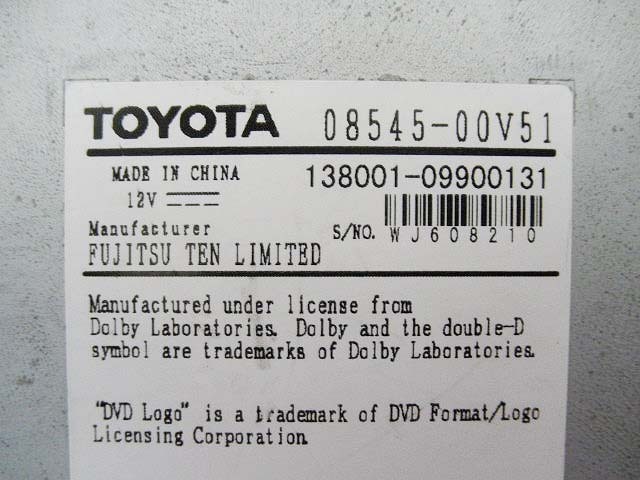 TOYOTA 08545-00V51
MADE IN CHINA 138001-09900131
12V
Manufacturer S/NO. WJ608210
FUJITSU TEN LIMITED
Manufactured under license from
Dolby Laboratories. Dolby and the double-D
symbol are trademarks of Dolby Laboratories.
"DVD Logo" is a trademark of DVD Format/Logo
Licensing Corporation.